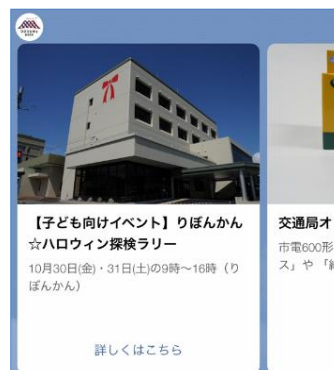 【子ども向けイベント】りぼんかん
☆ハロウィン探検ラリー
10月30日(金)・31日(土)の9時～16時（り
ぼんかん）
詳しくはこちら
交通局オ
市電600形
ス」や「